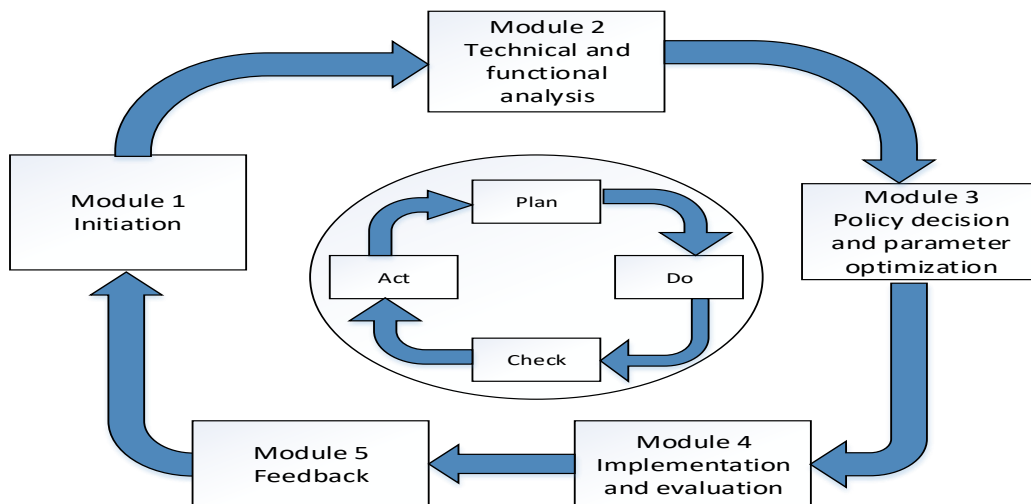 Module 2
Technical and
functional
analysis
Module 1
Initiation
Module 3
Policy decision
and parameter
optimization
Plan
Act
Do
Check
Module 5
Feedback
Module 4
Implementation
and evaluation